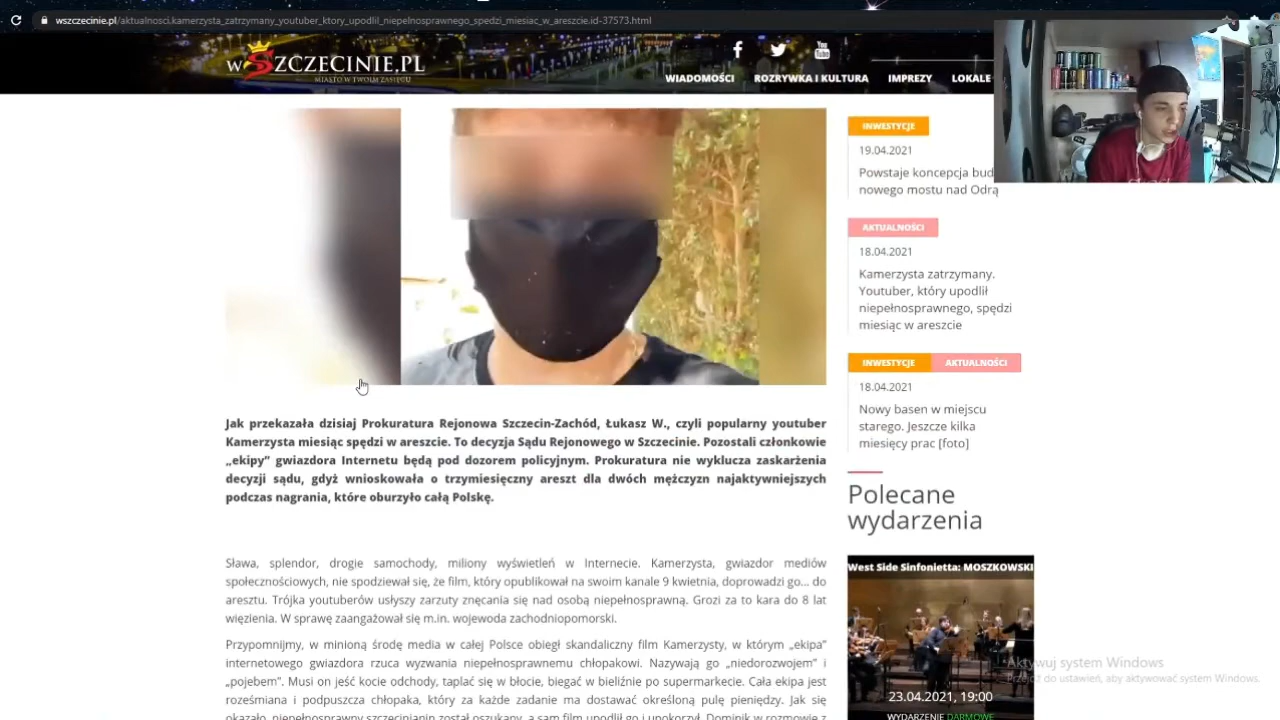 wszczecinie.pl/aktualnosci,kamerzysta_zatrzymany_youtuber_ktory_upodlil_niepelnosprawnego_spedzi_miesiac_w_areszcie.id-37573.html
wSZCZECINIE.PL
MIASTO W TWOIM ZASIĘGU
You
Tube
WIADOMOŚCI ROZRYWKA I KULTURA IMPREZY LOKALE
INWESTYCJE
19.04.2021
Powstaje koncepcja bud
nowego mostu nad Odrą
AKTUALNOŚCI
18.04.2021
Kamerzysta zatrzymany.
Youtuber, który upodlił
niepełnosprawnego, spędzi
miesiąc w areszcie
INWESTYCJE AKTUALNOŚCI
18.04.2021
Nowy basen w miejscu
starego. Jeszcze kilka
miesięcy prac [foto]
Jak przekazała dzisiaj Prokuratura Rejonowa Szczecin-Zachód, Łukasz W., czyli popularny youtuber
Kamerzysta miesiąc spędzi w areszcie. To decyzja Sądu Rejonowego w Szczecinie. Pozostali członkowie
„ekipy” gwiazdora Internetu będą pod dozorem policyjnym. Prokuratura nie wyklucza zaskarżenia
decyzji sądu, gdyż wnioskowała o trzymiesięczny areszt dla dwóch mężczyzn najaktywniejszych
podczas nagrania, które oburzyło całą Polskę.
Polecane
wydarzenia
Sława, splendor, drogie samochody, miliony wyświetleń w Internecie. Kamerzysta, gwiazdor mediów
społecznościowych, nie spodziewał się, że film, który opublikował na swoim kanale 9 kwietnia, doprowadzi go... do
aresztu. Trójka youtuberów usłyszy zarzuty znęcania się nad osobą niepełnosprawną. Grozi za to kara do 8 lat
więzienia. W sprawę zaangażował się m.in. wojewoda zachodniopomorski.
Przypomnijmy, w minioną środę media w całej Polsce obiegł skandaliczny film Kamerzysty, w którym „ekipa”
internetowego gwiazdora rzuca wyzwania niepełnosprawnemu chłopakowi. Nazywają go „niedorozwojem” i
„pojebem”. Musi on jeść kocie odchody, taplać się w błocie, biegać w bieliźnie po supermarkecie. Cała ekipa jest
roześmiana i podpuszcza chłopaka, który za każde zadanie ma dostawać określoną pulę pieniędzy. Jak się
okazało, niepełnosprawny szczecinianin został oszukany, a sam film upodlił go i upokorzył. Dominik w rozmowie z
West Side Sinfonietta: MOSZKOWSKI
23.04.2021, 19:00
WYDARZENIE DARMOWE
Aktywuj system Windows
Przejdź do ustawień, aby aktywować system Windows.